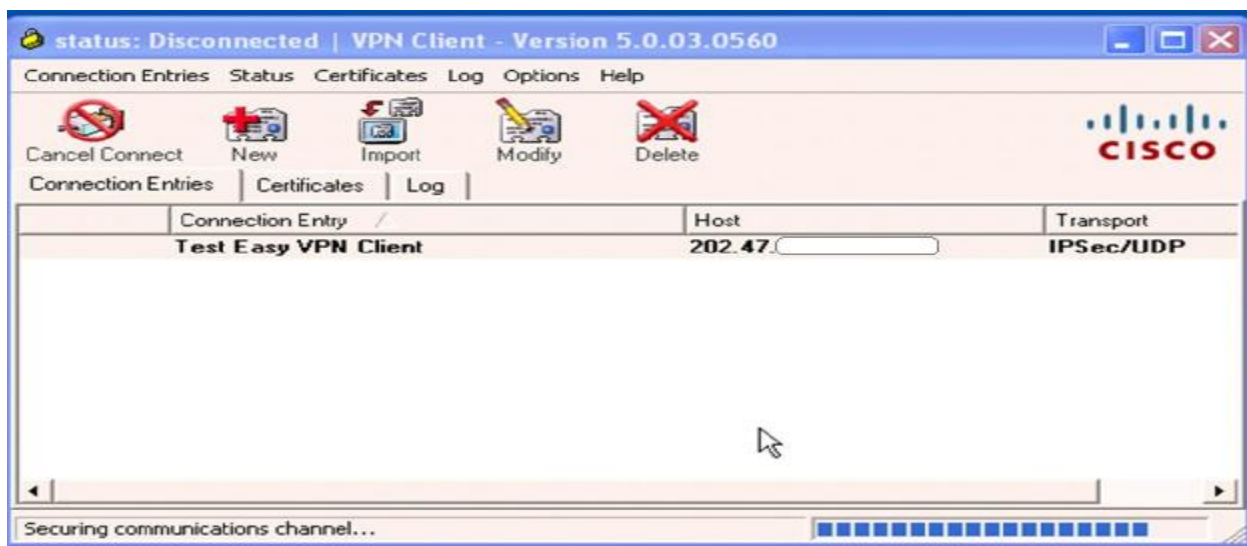 status: Disconnected | VPN Client - Version 5.0.03.0560
Connection Entries Status Certificates Log Options Help
Cancel Connect New Import Modify Delete
CISCO
Connection Entries Certificates Log
Connection Entry Host Transport
Test Easy VPN Client 202.47. IPSec/UDP
Securing communications channel...